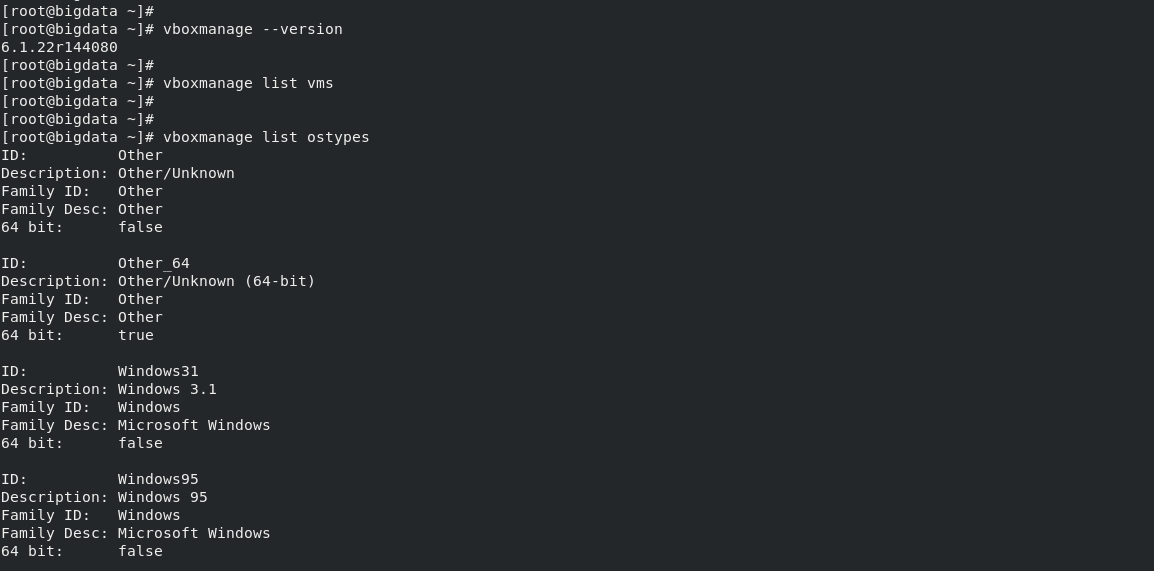 [root@bigdata ~]#
[root@bigdata ~]# vboxmanage --version
6.1.22r144080
[root@bigdata ~]#
[root@bigdata ~]# vboxmanage list vms
[root@bigdata ~]#
[root@bigdata ~]#
[root@bigdata ~]# vboxmanage list ostypes
ID:          Other
Description: Other/Unknown
Family ID:   Other
Family Desc: Other
64 bit:      false

ID:          Other_64
Description: Other/Unknown (64-bit)
Family ID:   Other
Family Desc: Other
64 bit:      true

ID:          Windows31
Description: Windows 3.1
Family ID:   Windows
Family Desc: Microsoft Windows
64 bit:      false

ID:          Windows95
Description: Windows 95
Family ID:   Windows
Family Desc: Microsoft Windows
64 bit:      false